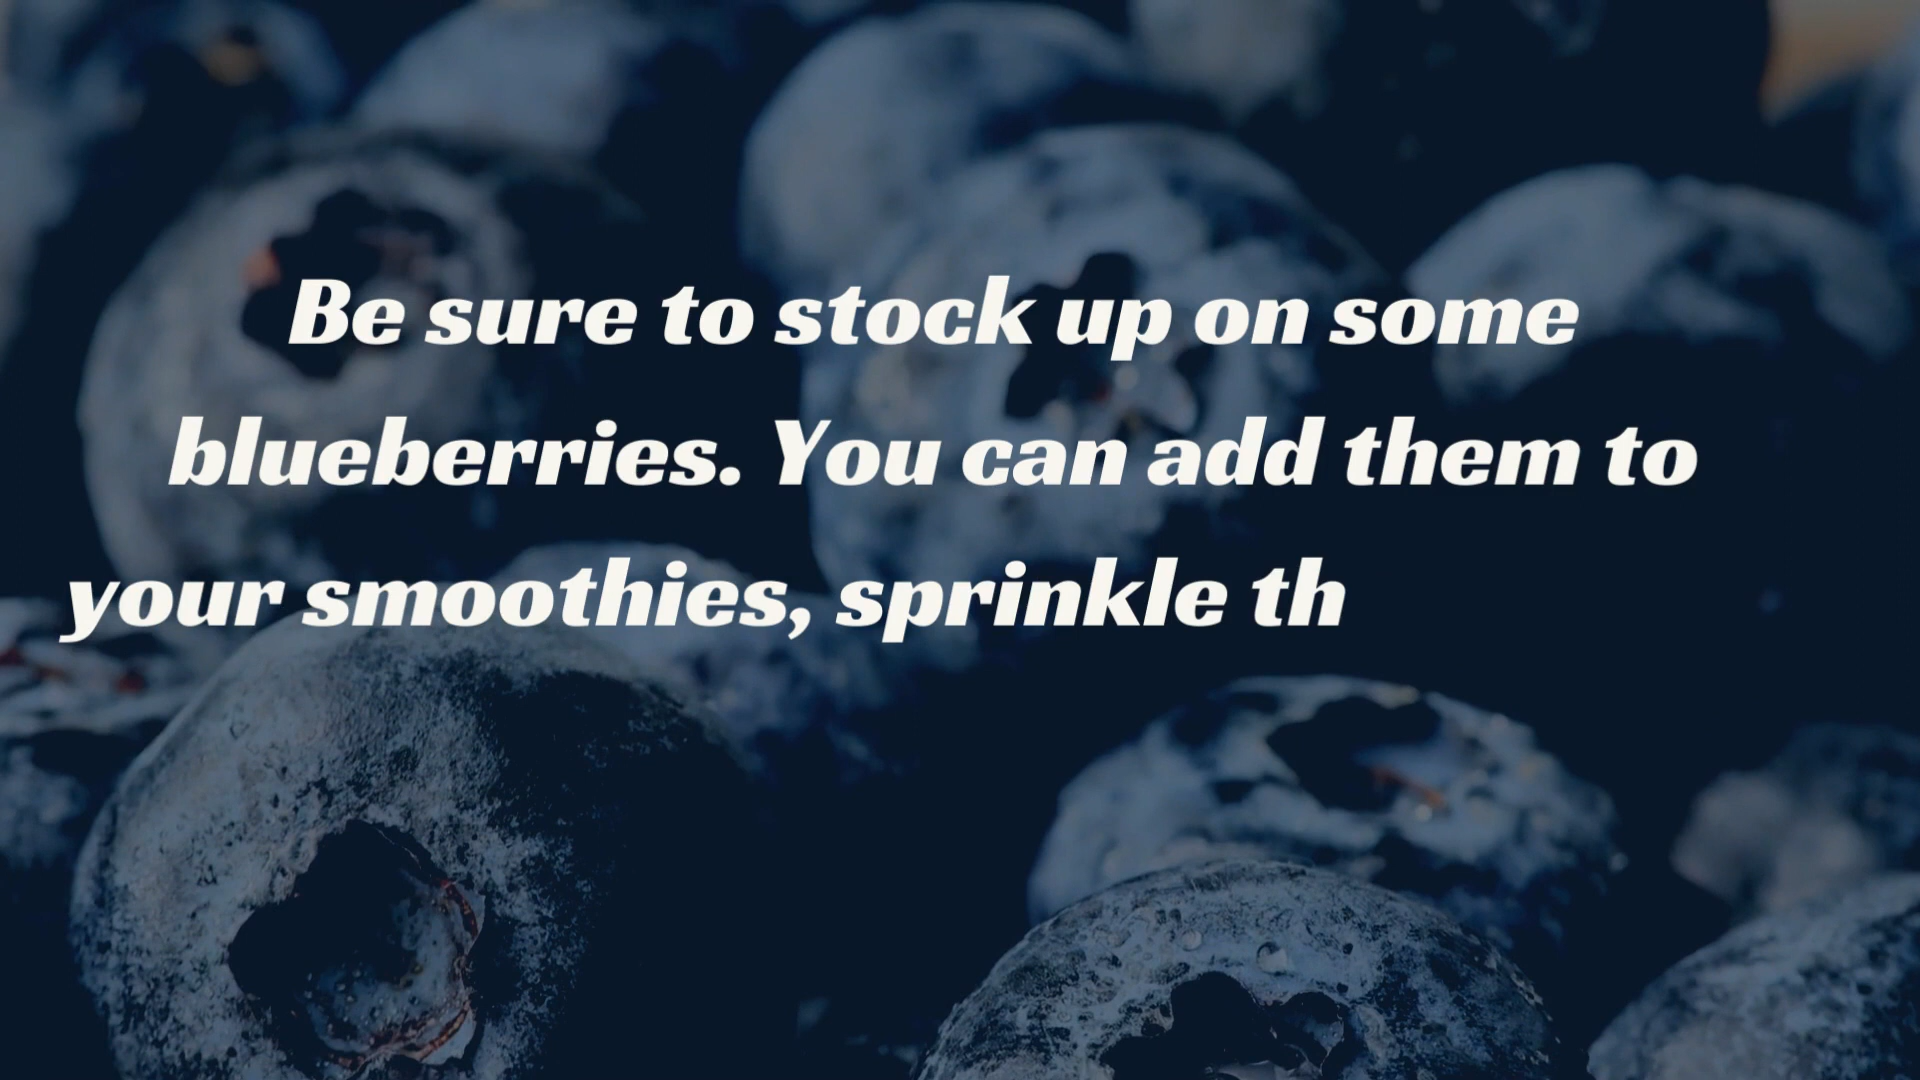 Be sure to stock up on some
blueberries. You can add them to
your smoothies, sprinkle th